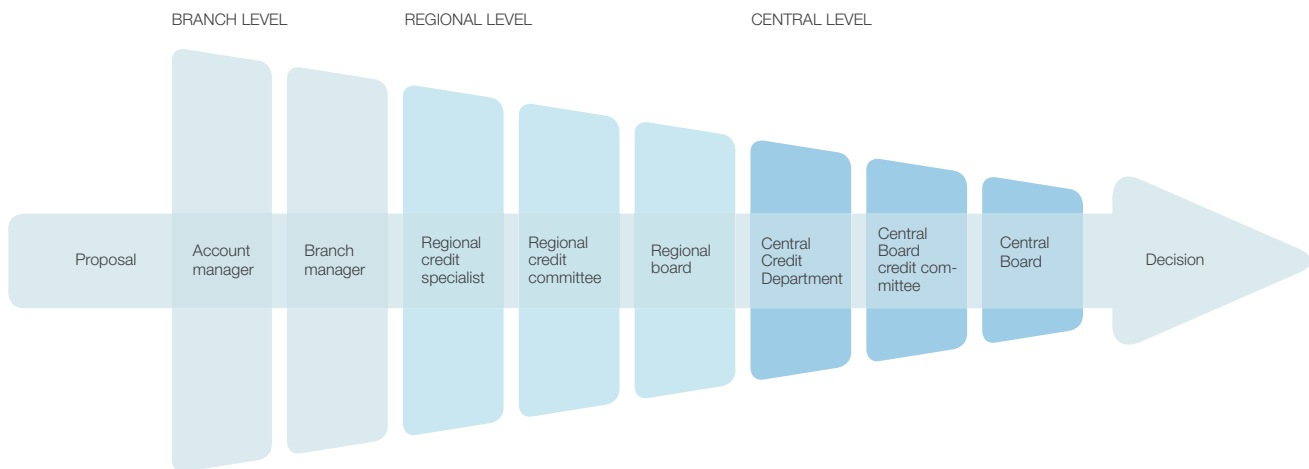 BRANCH LEVEL
REGIONAL LEVEL
CENTRAL LEVEL
Proposal
Account
manager
Branch
manager
Regional
credit
specialist
Regional
credit
committee
Regional
board
Central
Credit
Department
Central
Board
credit com-
mittee
Central
Board
Decision